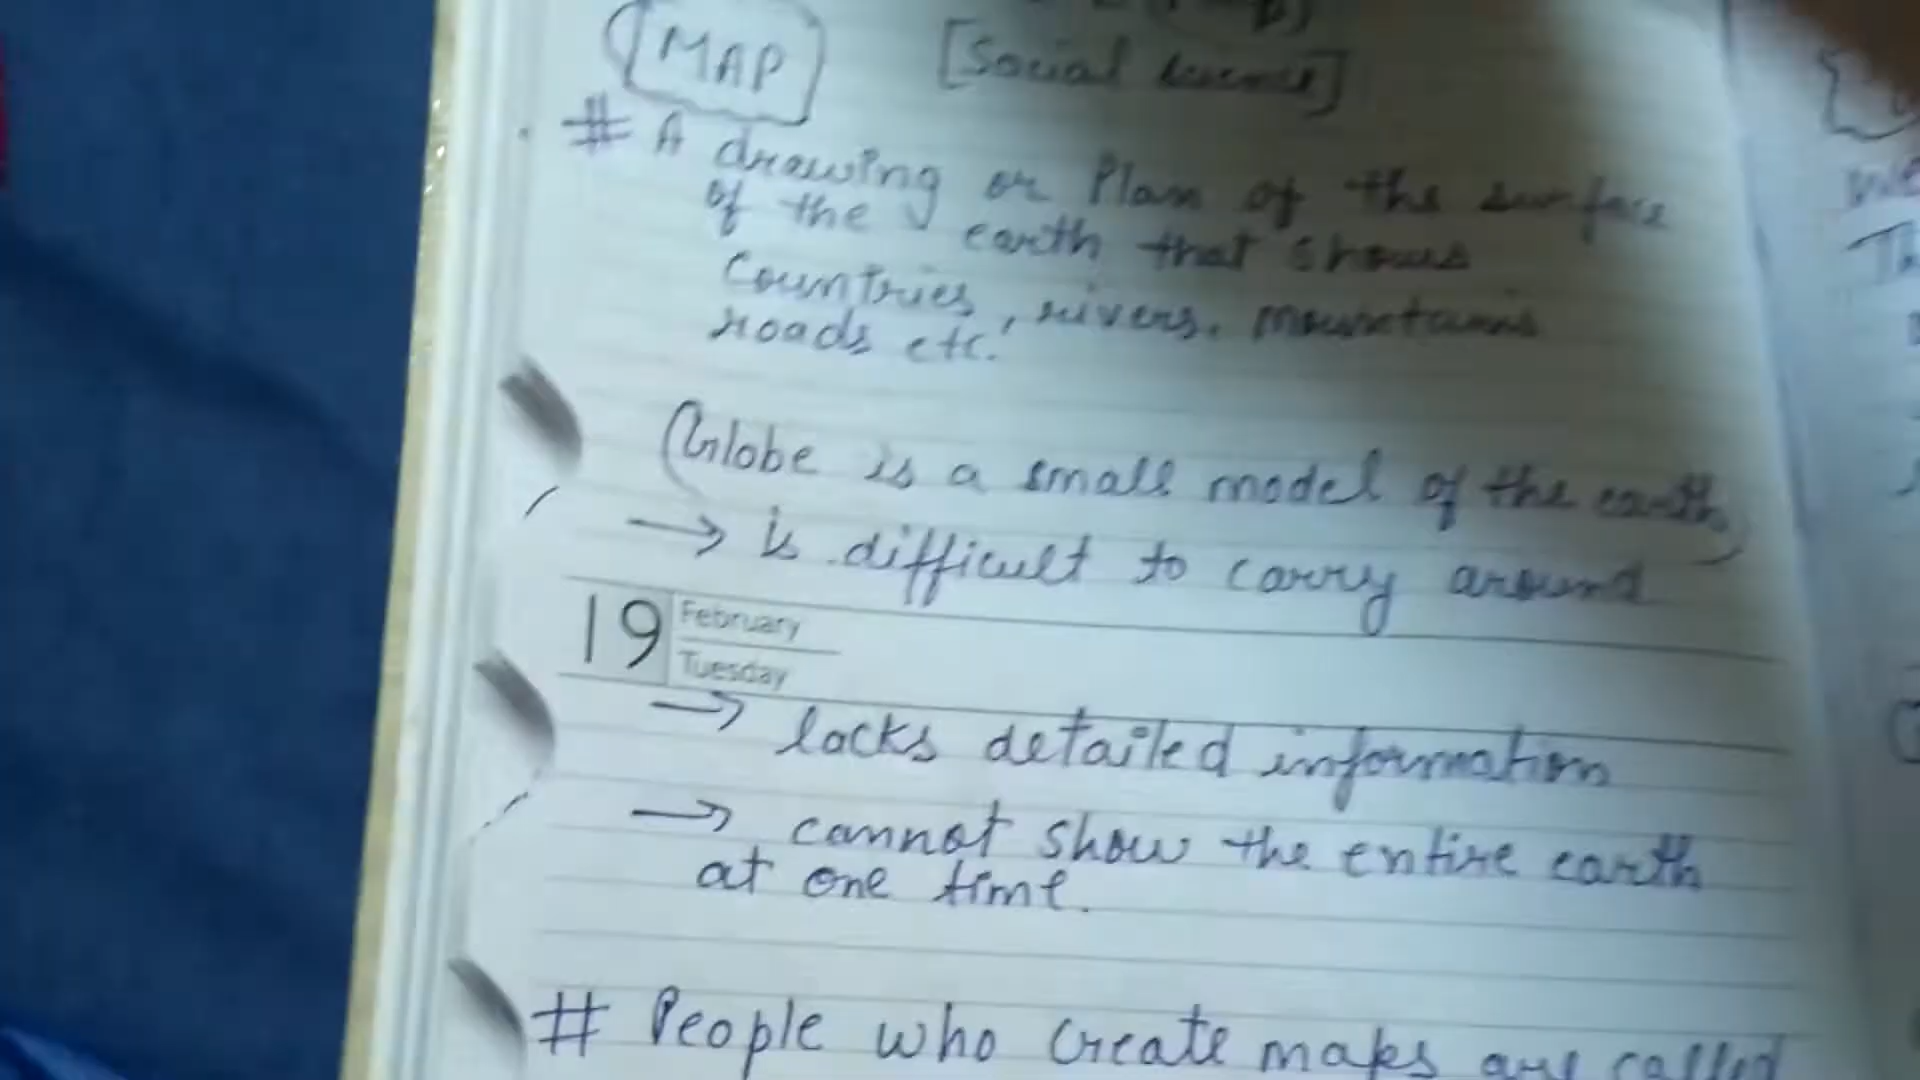 MAP
[Social science]
# A drawing or Plan of the surface
of the earth that shows
Countries, rivers, mountains
roads etc.
Globe is a small model of the earth
→ is difficult to carry around
19 February
Tuesday
→ lacks detailed information
→ cannot show the entire earth
at one time.
# People who create maps are called